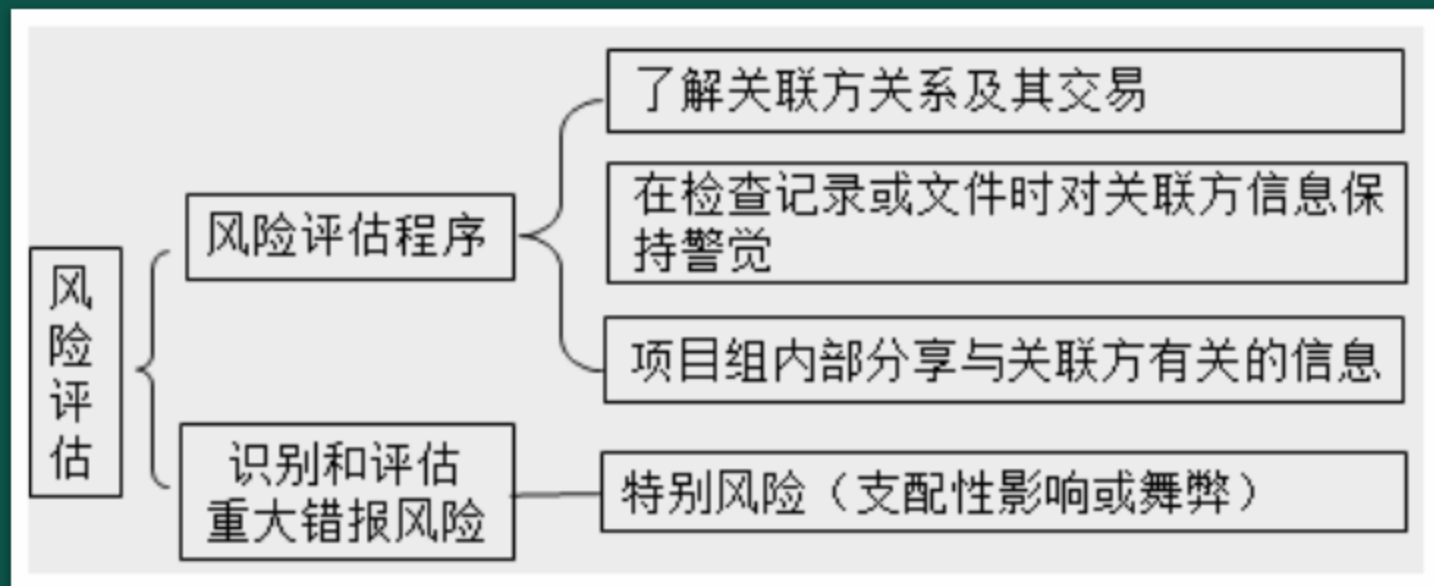 风险评估
风险评估程序
了解关联方关系及其交易
在检查记录或文件时对关联方信息保
持警觉
项目组内部分享与关联方有关的信息
识别和评估
重大错报风险
特别风险（支配性影响或舞弊）